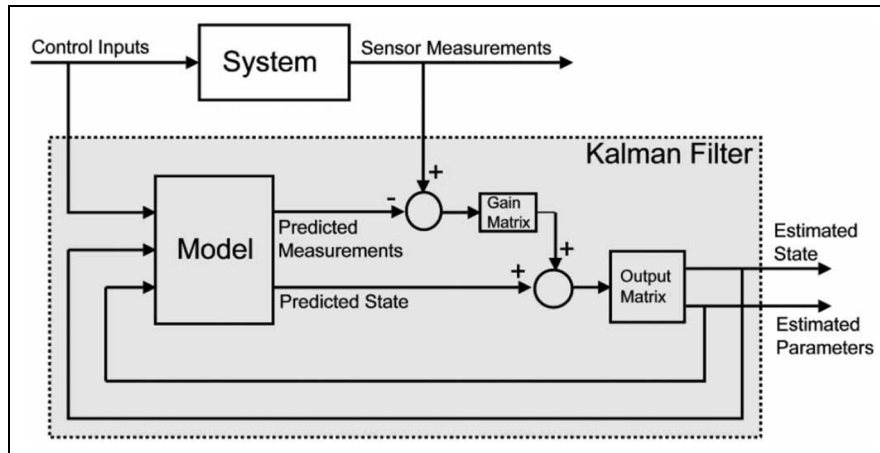 Control Inputs
System
Sensor Measurements
Kalman Filter
+
-
Gain
Matrix
Model
Predicted
Measurements
+
+
Output
Matrix
Estimated
State
Predicted State
Estimated
Parameters